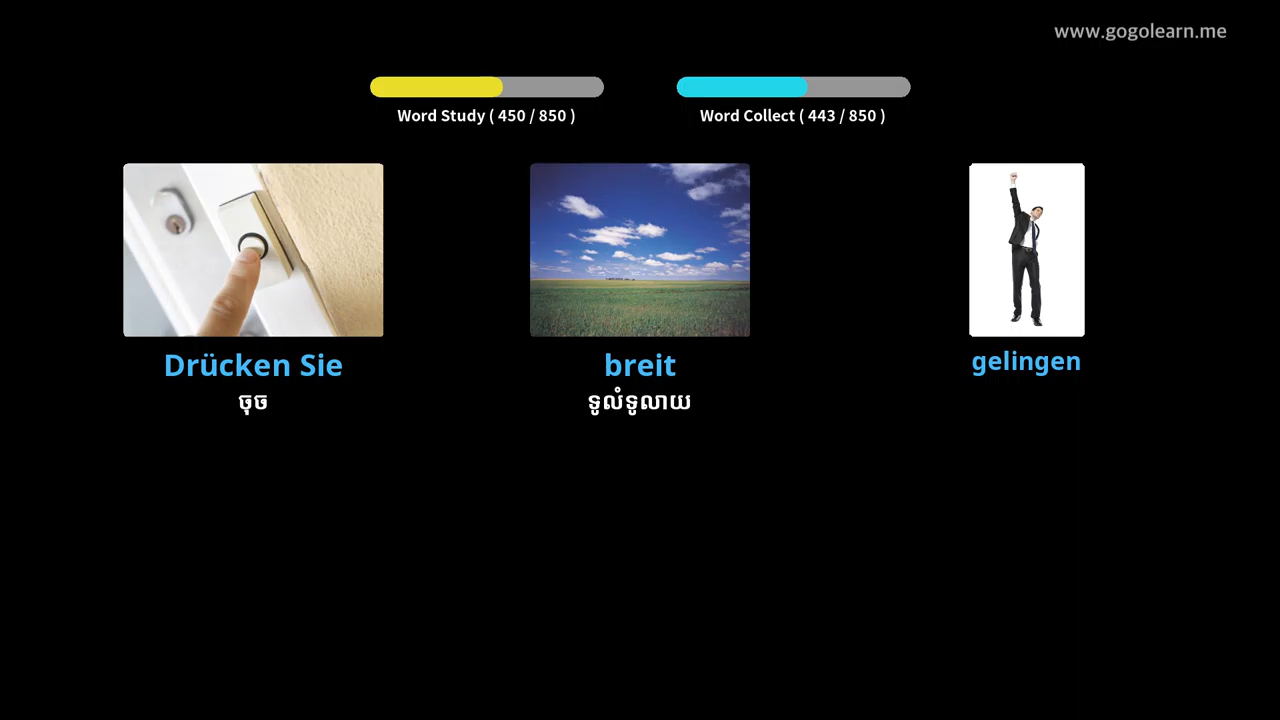 www.gogolearn.me
Word Study ( 450 / 850 )
Word Collect ( 443 / 850 )
Drücken Sie
ចុច
breit
ទូលំទូលាយ
gelingen